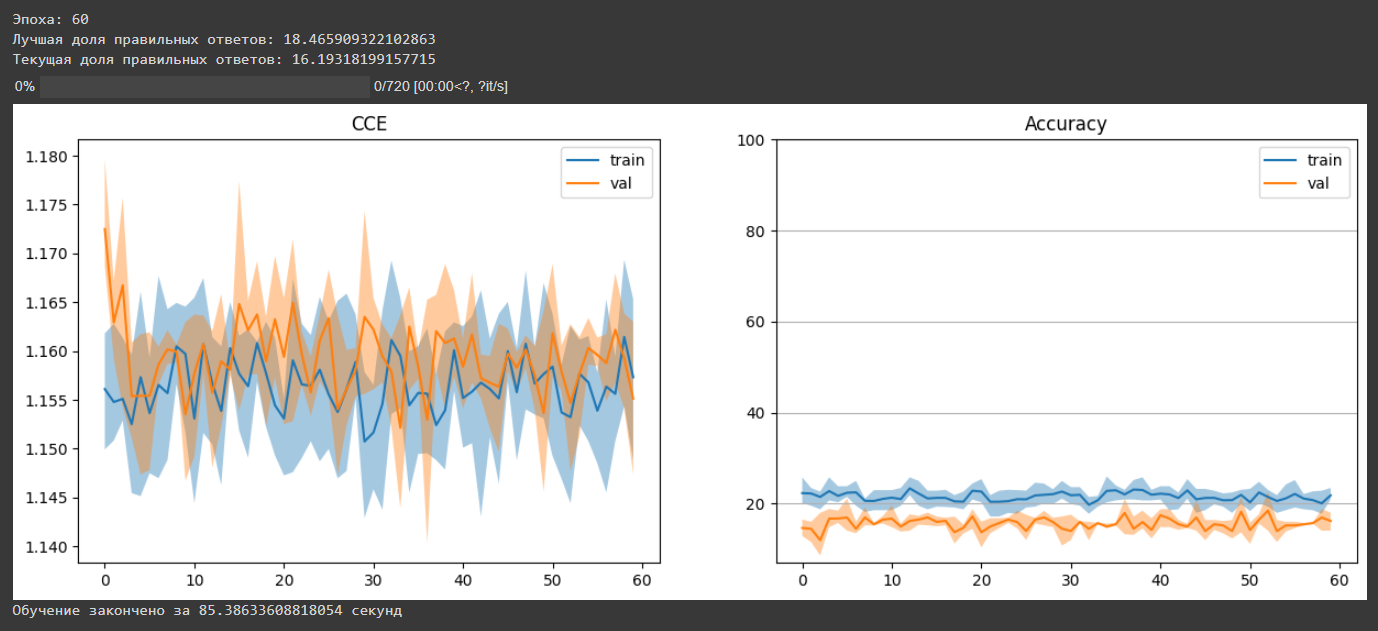 Эпоха: 60
Лучшая доля правильных ответов: 18.465909322102863
Текущая доля правильных ответов: 16.19318199157715
0% 0/720 [00:00<?, ?it/s]
CCE
1.180
1.175
1.170
1.165
1.160
1.155
1.150
1.145
1.140
0 10 20 30 40 50 60
train
val
Accuracy
100
80
60
40
20
0 10 20 30 40 50 60
train
val
Обучение закончено за 85.38633608818054 секунд